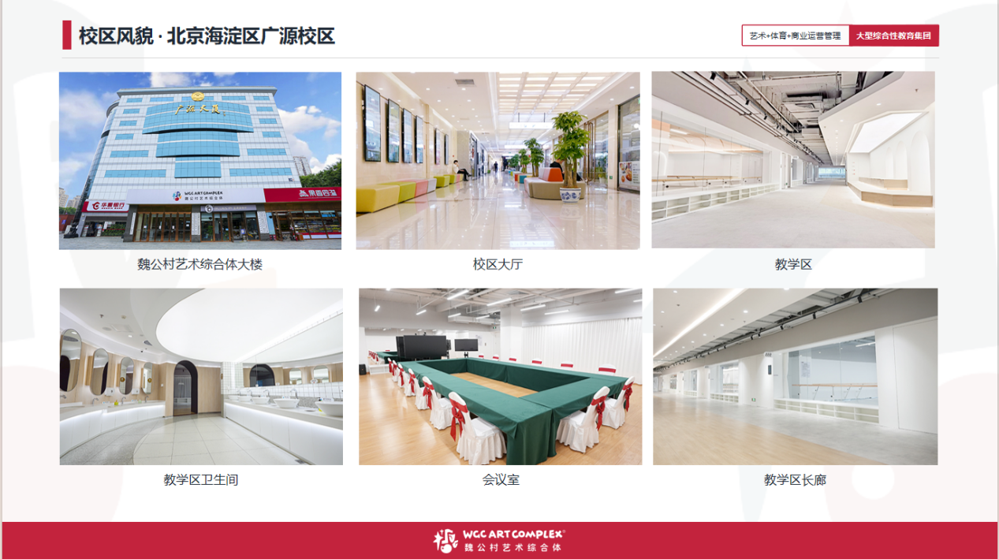 校区风貌 · 北京海淀区广源校区
艺术+体育+商业运营管理 大型综合性教育集团
广源大厦
WGC ART COMPLEX
魏公村艺术综合体
华夏银行
魏公村艺术综合体大楼
校区大厅
教学区
教学区卫生间
会议室
教学区长廊
WGC ART COMPLEX®
魏公村艺术综合体